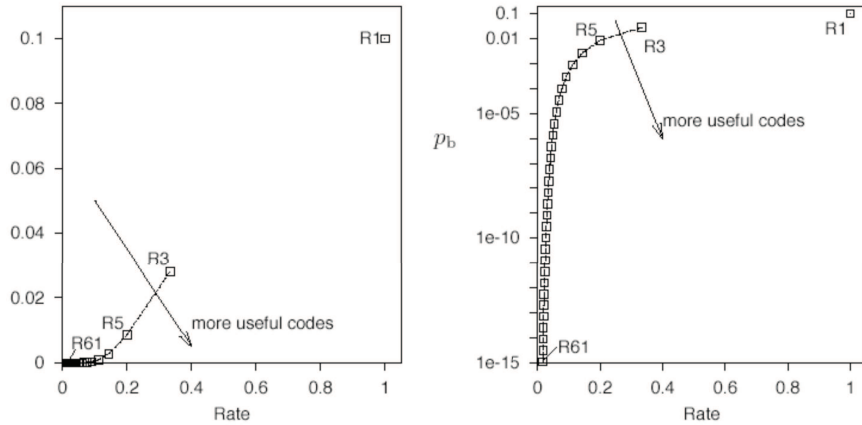 0.1
R1
0.08
0.06
0.04
R3
0.02
R5
more useful codes
R61
0
0 0.2 0.4 0.6 0.8 1
Rate
0.1
0.01
R5
R3
R1
1e-05
more useful codes
p_b
1e-10
1e-15
R61
0 0.2 0.4 0.6 0.8 1
Rate